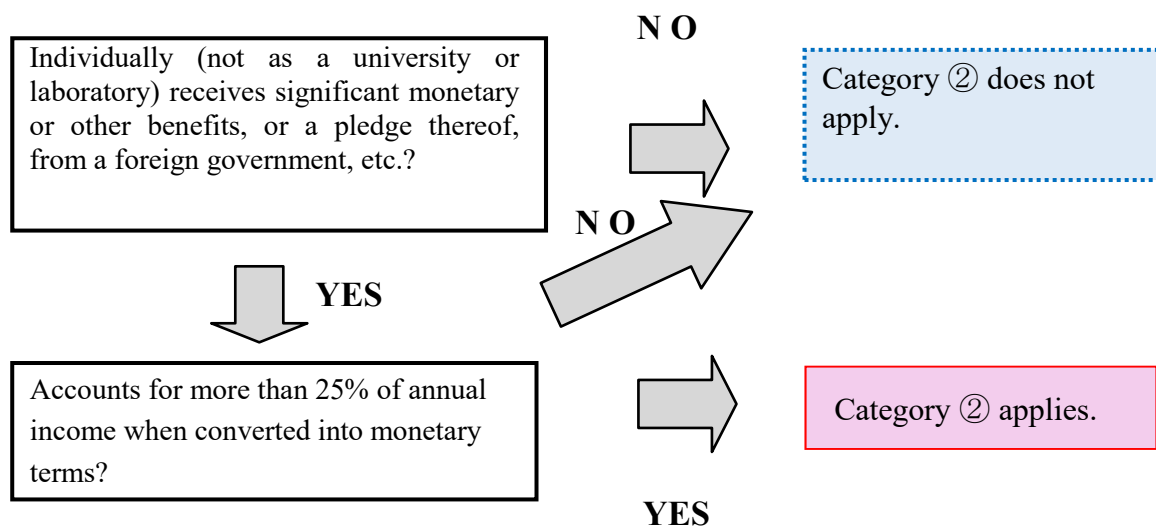 N O
Individually (not as a university or
laboratory) receives significant monetary
or other benefits, or a pledge thereof,
from a foreign government, etc.?
Category ② does not
apply.
N O
YES
Accounts for more than 25% of annual
income when converted into monetary
terms?
Category ② applies.
YES